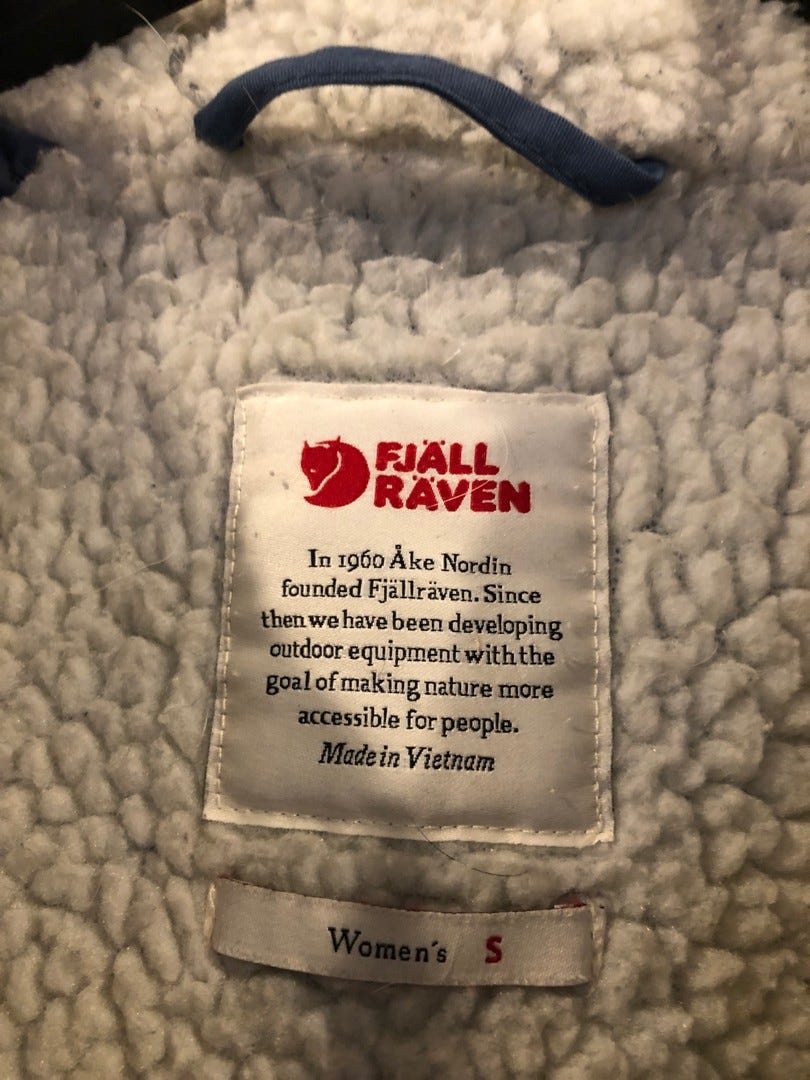 FJÄLL
RÄVEN
In 1960 Åke Nordin
founded Fjällräven. Since
then we have been developing
outdoor equipment with the
goal of making nature more
accessible for people.
Made in Vietnam
Women's S